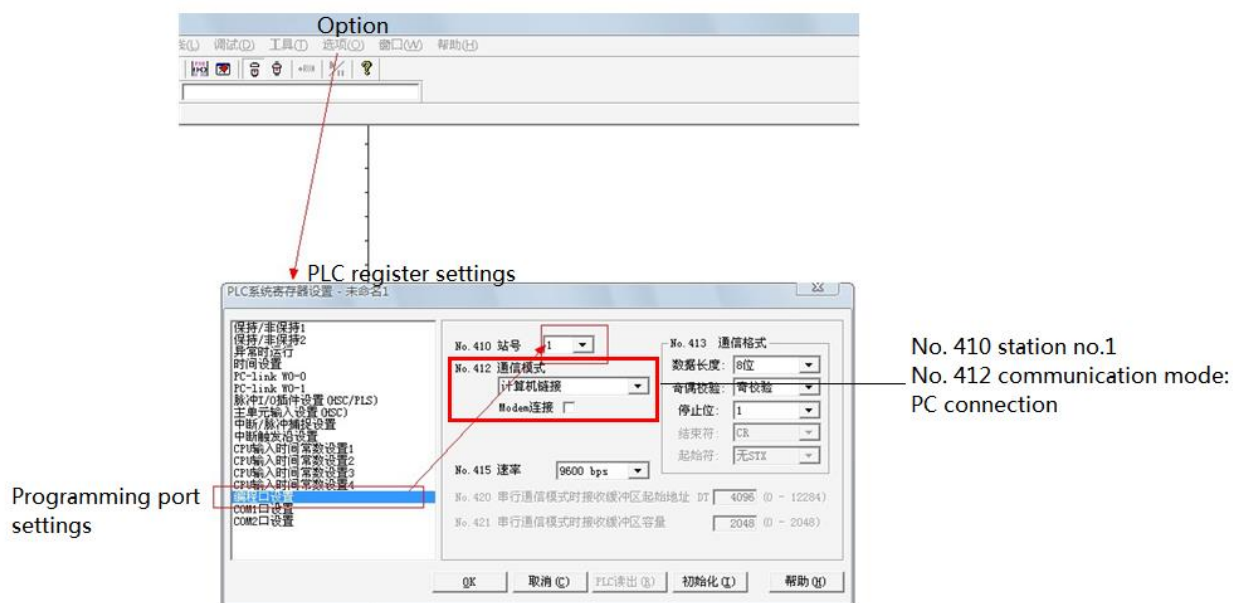 Option
调试(D) 工具(T) 选项(O) 窗口(W) 帮助(H)
PLC register settings
PLC系统寄存器设置 - 未命名1
保持/非保持1
保持/非保持2
异常时运行
时间设置
PC-link W0-0
PC-link W0-1
脉冲I/O插件设置(HSC/PLS)
主单元输入设置(HSC)
中断/脉冲捕捉设置
中断触发沿设置
CPU输入时间常数设置1
CPU输入时间常数设置2
CPU输入时间常数设置3
CPU输入时间常数设置4
编程口设置
COM1口设置
COM2口设置
Programming port
settings
No. 410 站号 1
No. 412 通信模式
计算机链接
Modem连接
No. 413 通信格式
数据长度: 8位
奇偶校验: 奇校验
停止位: 1
结束符: CR
起始符: 无STX
No. 415 速率 9600 bps
No. 420 串行通信模式时接收缓冲区起始地址 DT 4096 (0 - 12284)
No. 421 串行通信模式时接收缓冲区容量 2048 (0 - 2048)
OK 取消(C) PLC读出(R) 初始化(I) 帮助(H)
No. 410 station no.1
No. 412 communication mode:
PC connection